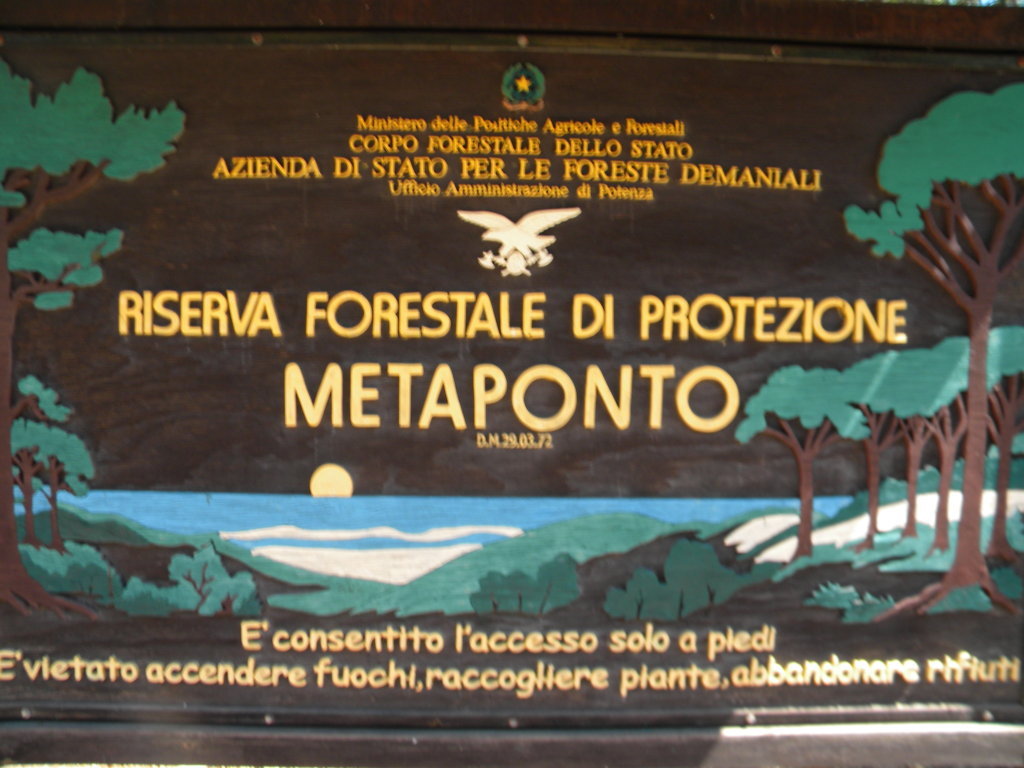 Ministero delle Politiche Agricole e Forestali
CORPO FORESTALE DELLO STATO
AZIENDA DI STATO PER LE FORESTE DEMANIALI
Ufficio Amministrazione di Potenza
RISERVA FORESTALE DI PROTEZIONE
METAPONTO
D.M.29.03.72
E' consentito l'accesso solo a piedi
E' vietato accendere fuochi, raccogliere piante, abbandonare rifiuti